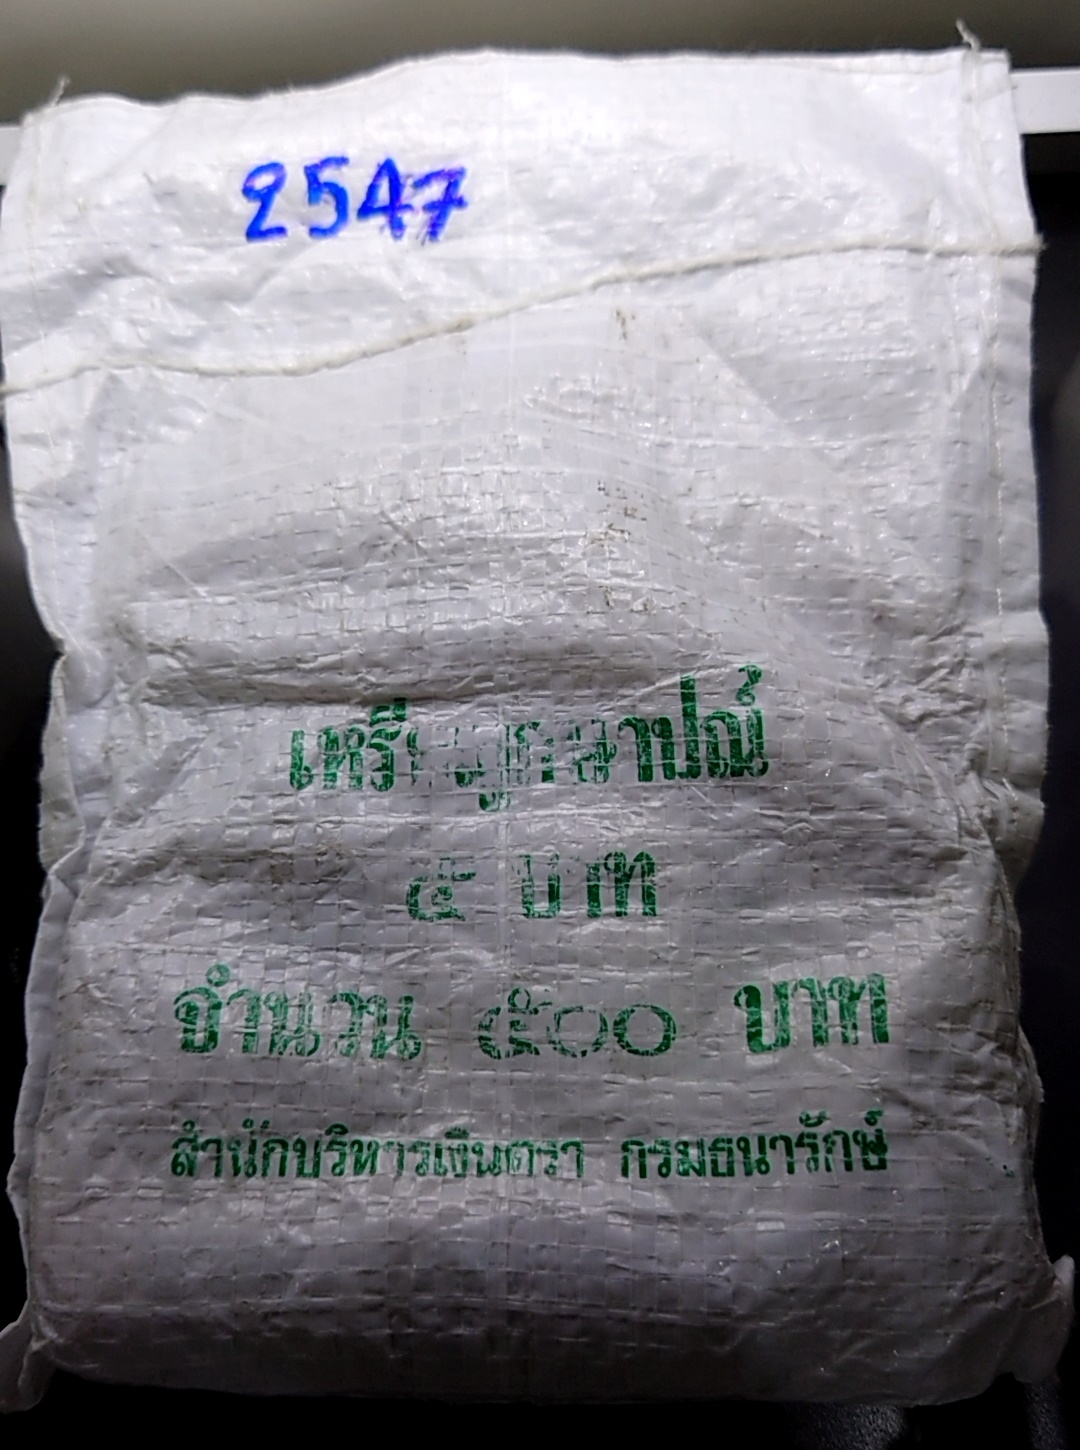 2547
เหรียญกษาปณ์
๕ บาท
จำนวน ๕๐๐ บาท
สำนักบริหารเงินตรา กรมธนารักษ์